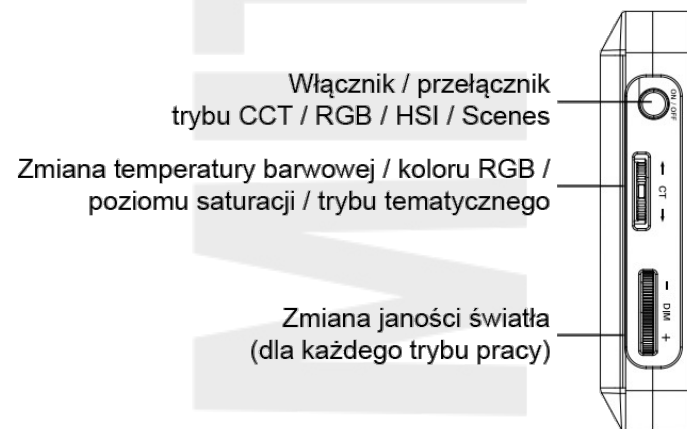 Włącznik / przełącznik
trybu CCT / RGB / HSI / Scenes
ON / OFF
Zmiana temperatury barwowej / koloru RGB /
poziomu saturacji / trybu tematycznego
← CT →
Zmiana janości światła
(dla każdego trybu pracy)
− DIM +